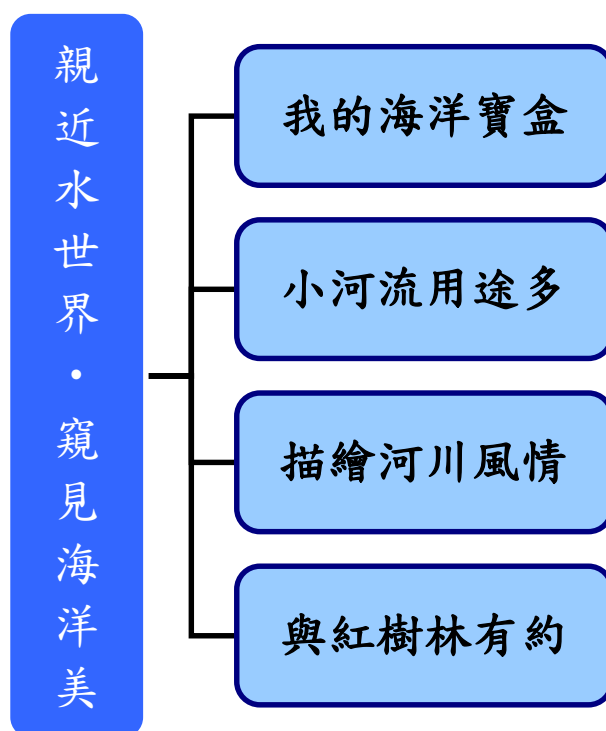 親近水世界・窺見海洋美
我的海洋寶盒
小河流用途多
描繪河川風情
與紅樹林有約